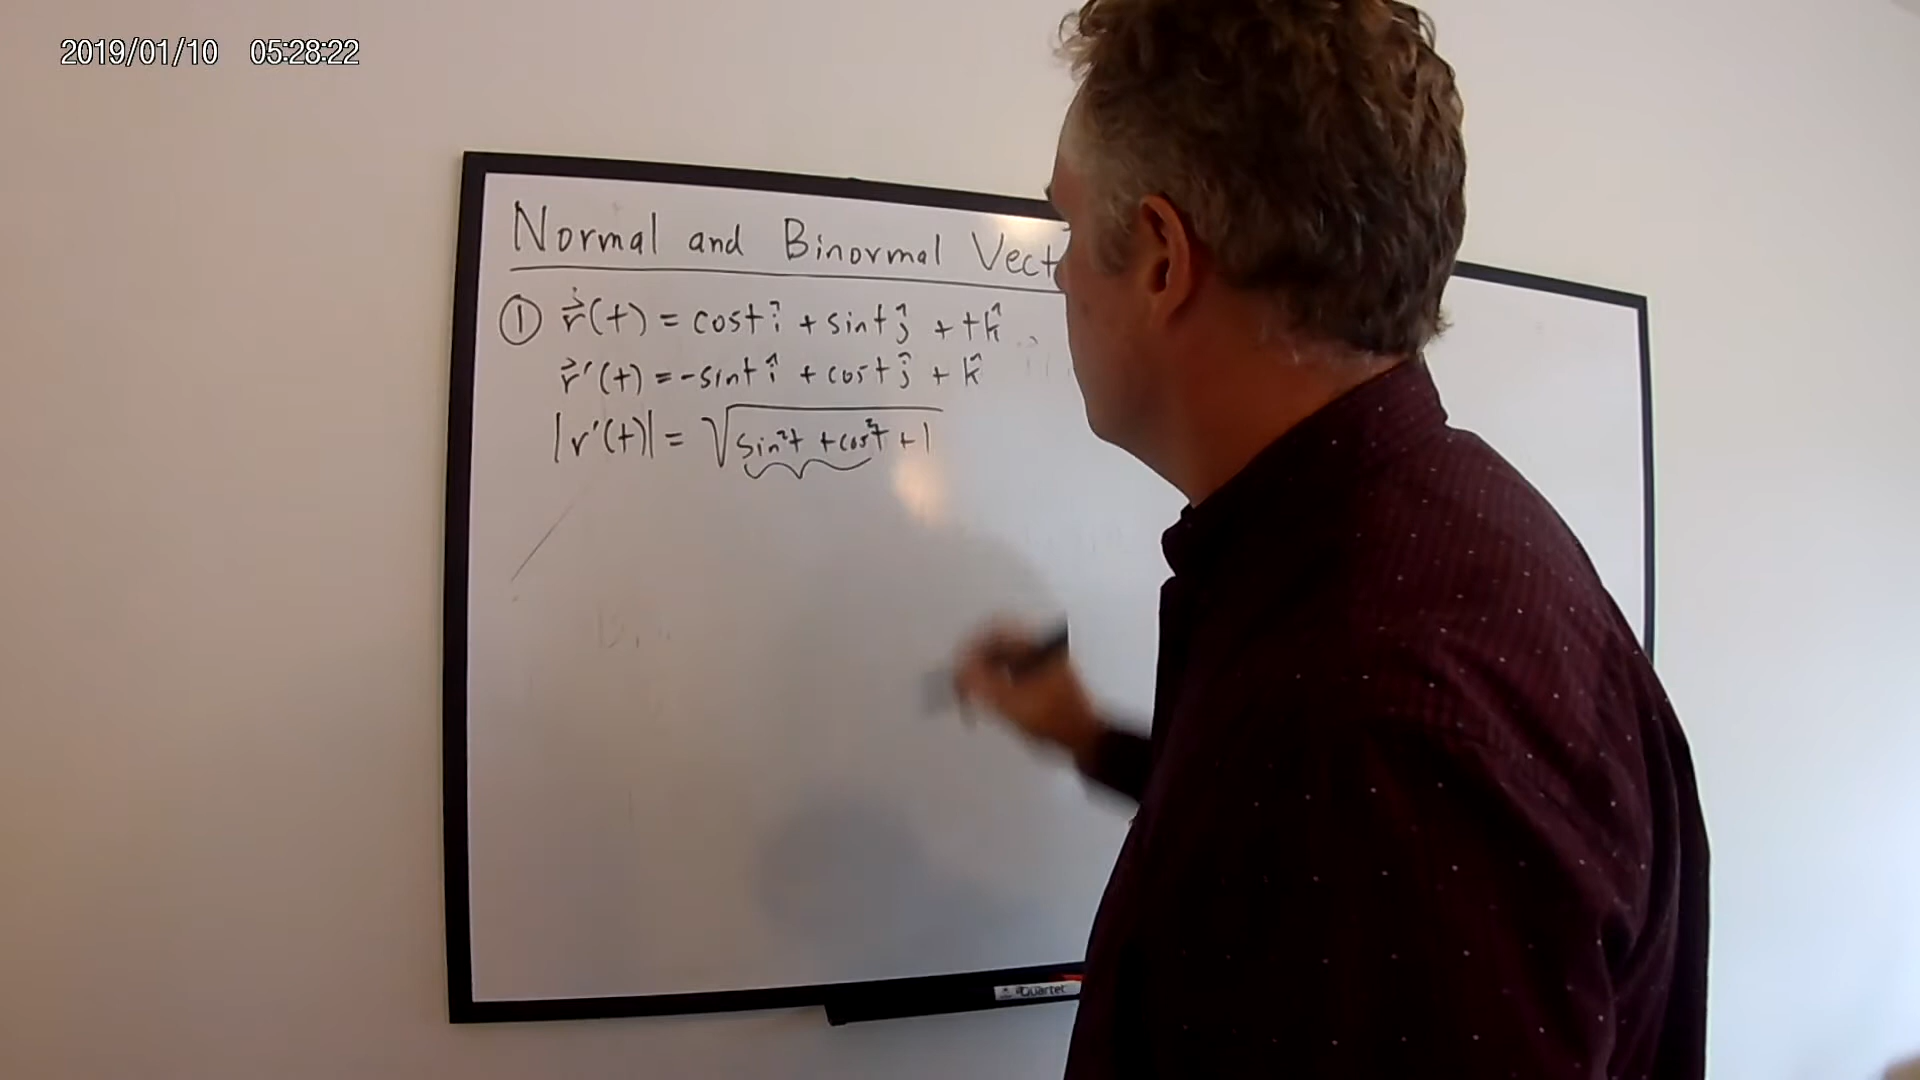 2019/01/10 05:28:22
Normal and Binormal Vect
① r⃗(t) = cost î + sint ĵ + t k̂
r⃗'(t) = -sint î + cost ĵ + k̂
|r'(t)| = √(sin²t + cos²t + 1)
Quartet